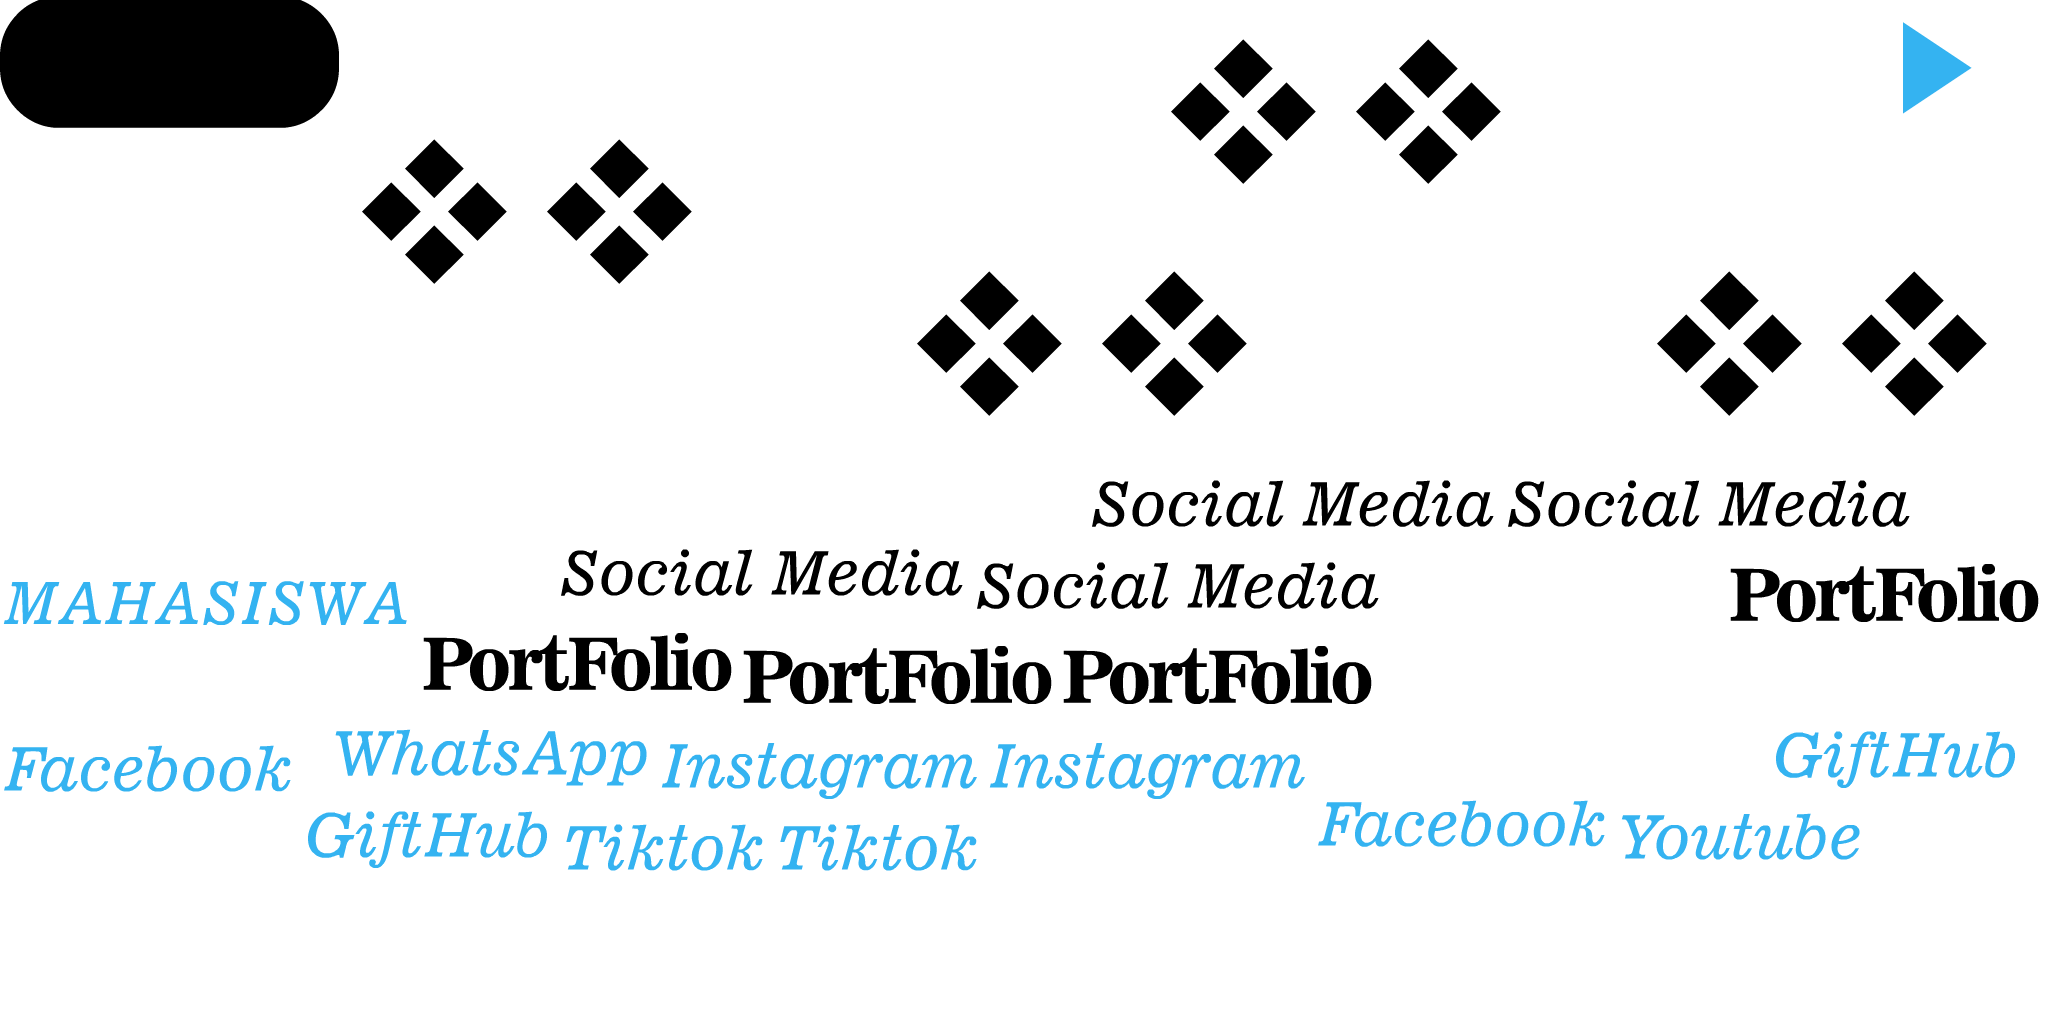 Social Media Social Media
Social Media Social Media
MAHASISWA
PortFolio
PortFolio PortFolio PortFolio
WhatsApp Instagram Instagram
GiftHub
Facebook
Facebook Youtube
GiftHub Tiktok Tiktok